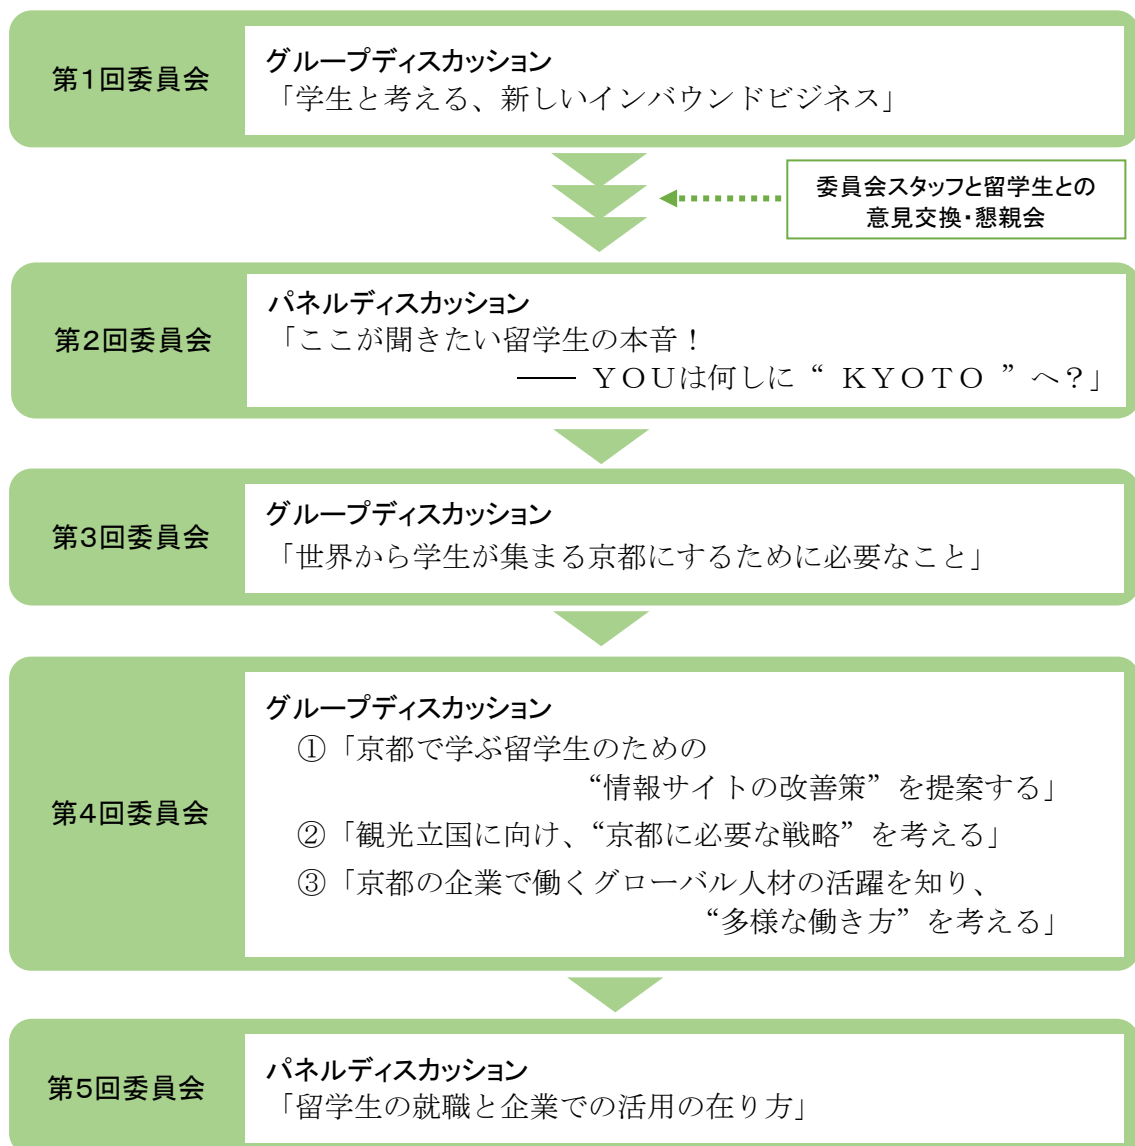 第1回委員会
グループディスカッション
「学生と考える、新しいインバウンドビジネス」
委員会スタッフと留学生との
意見交換・懇親会
第2回委員会
パネルディスカッション
「ここが聞きたい留学生の本音！
―― ＹＯＵは何しに“ ＫＹＯＴＯ ”へ？」
第3回委員会
グループディスカッション
「世界から学生が集まる京都にするために必要なこと」
第4回委員会
グループディスカッション
①「京都で学ぶ留学生のための
“情報サイトの改善策”を提案する」
②「観光立国に向け、“京都に必要な戦略”を考える」
③「京都の企業で働くグローバル人材の活躍を知り、
“多様な働き方”を考える」
第5回委員会
パネルディスカッション
「留学生の就職と企業での活用の在り方」